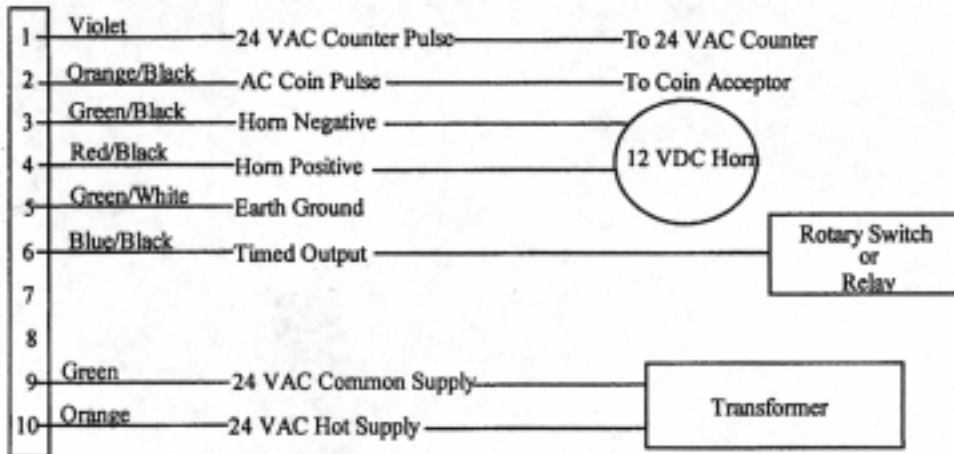 1 Violet 24 VAC Counter Pulse To 24 VAC Counter
2 Orange/Black AC Coin Pulse To Coin Acceptor
3 Green/Black Horn Negative
4 Red/Black Horn Positive 12 VDC Horn
5 Green/White Earth Ground
6 Blue/Black Timed Output Rotary Switch
or
Relay
7
8
9 Green 24 VAC Common Supply
10 Orange 24 VAC Hot Supply Transformer